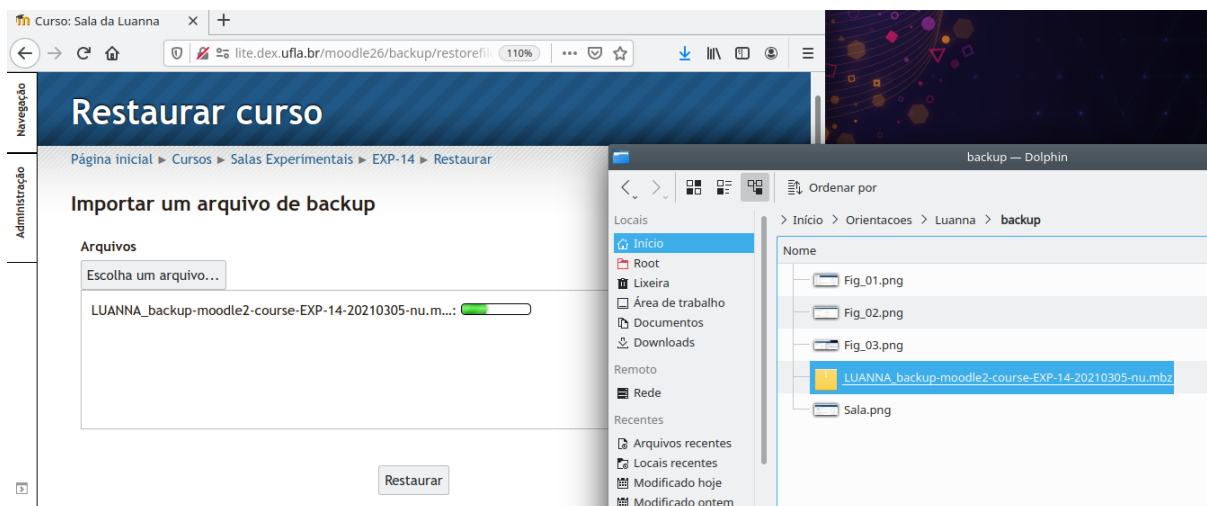 Curso: Sala da Luanna
lite.dex.ufla.br/moodle26/backup/restorefil
110%
Navegação
Administração
Restaurar curso
Página inicial ► Cursos ► Salas Experimentais ► EXP-14 ► Restaurar
Importar um arquivo de backup
Arquivos
Escolha um arquivo...
LUANNA_backup-moodle2-course-EXP-14-20210305-nu.m...:
Restaurar
backup — Dolphin
Ordenar por
Locais
Início
Root
Lixeira
Área de trabalho
Documentos
Downloads
Remoto
Rede
Recentes
Arquivos recentes
Locais recentes
Modificado hoje
Modificado ontem
> Início > Orientacoes > Luanna > backup
Nome
Fig_01.png
Fig_02.png
Fig_03.png
LUANNA_backup-moodle2-course-EXP-14-20210305-nu.mbz
Sala.png